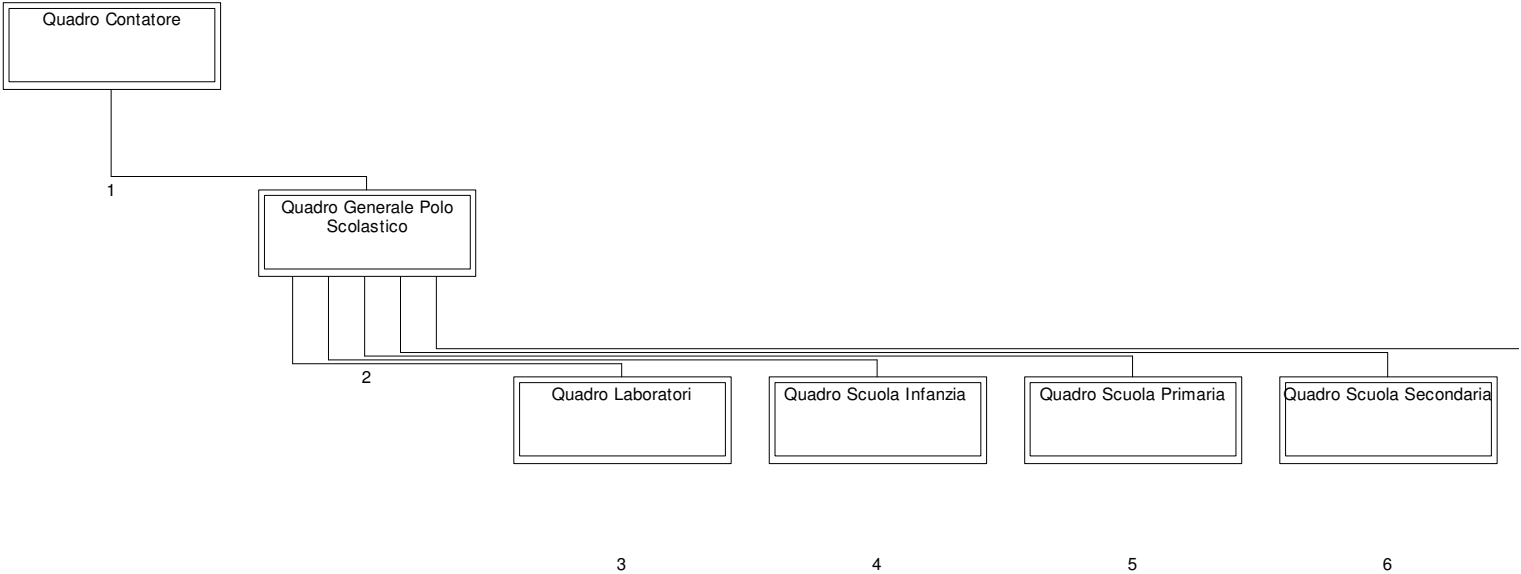 Quadro Contatore
1
Quadro Generale Polo
Scolastico
2
Quadro Laboratori
Quadro Scuola Infanzia
Quadro Scuola Primaria
Quadro Scuola Secondaria
3
4
5
6